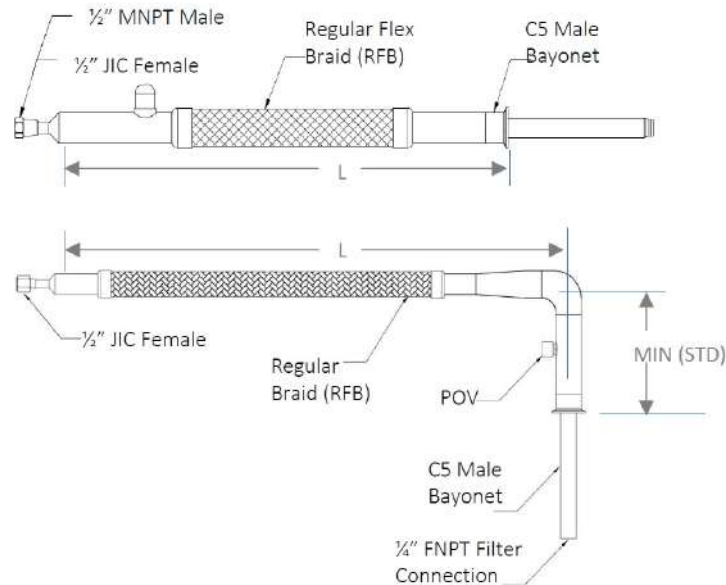 ½” MNPT Male
½” JIC Female
Regular Flex
Braid (RFB)
C5 Male
Bayonet
L
L
½” JIC Female
Regular
Braid (RFB)
POV
MIN (STD)
C5 Male
Bayonet
¼” FNPT Filter
Connection